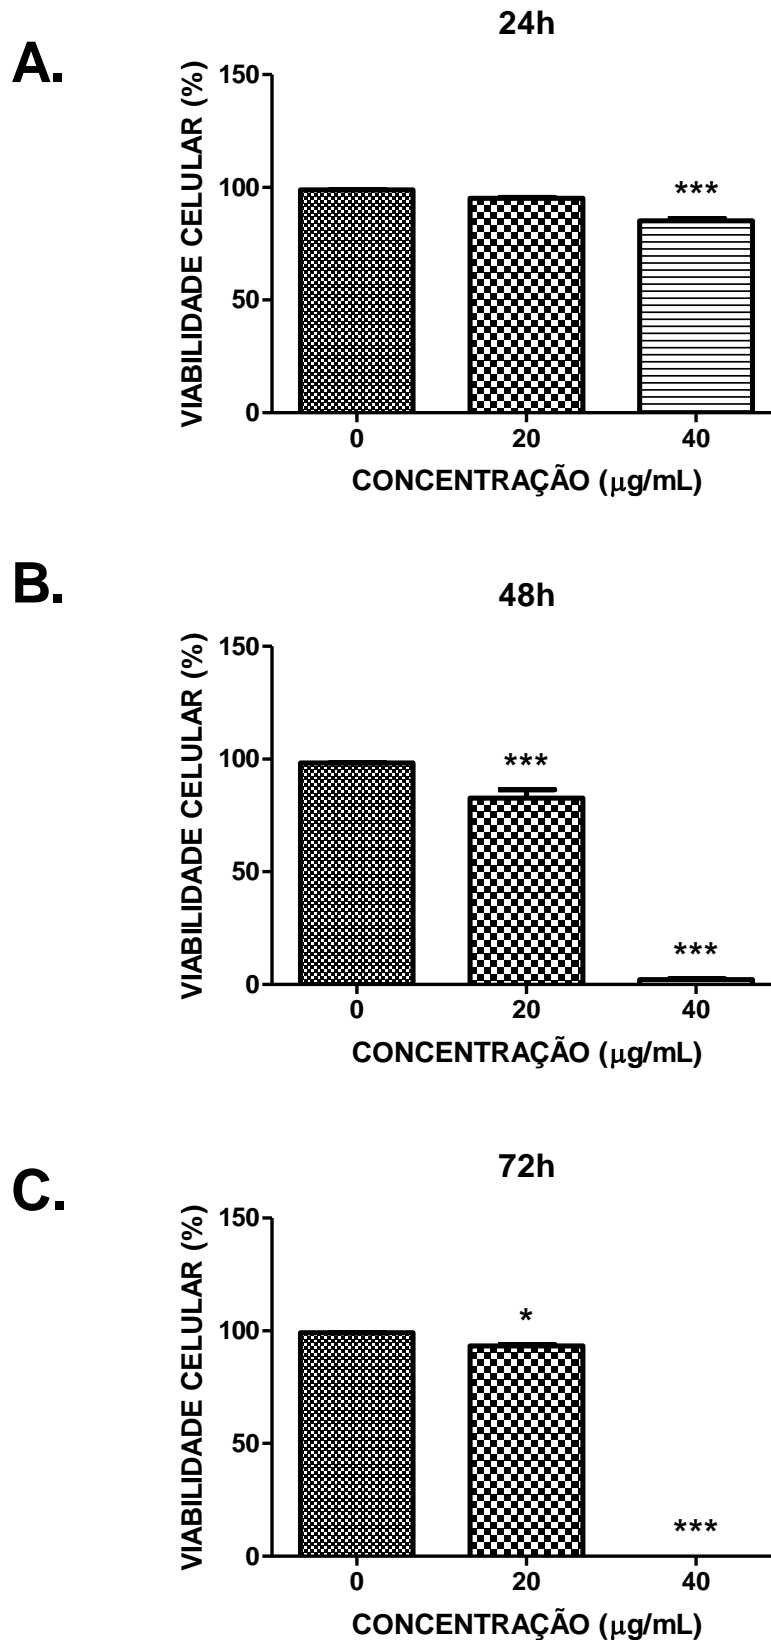 A.
24h
VIABILIDADE CELULAR (%)
150
100
50
0
***
0 20 40
CONCENTRAÇÃO (μg/mL)
B.
48h
VIABILIDADE CELULAR (%)
150
100
50
0
***
***
0 20 40
CONCENTRAÇÃO (μg/mL)
C.
72h
VIABILIDADE CELULAR (%)
150
100
50
0
*
***
0 20 40
CONCENTRAÇÃO (μg/mL)